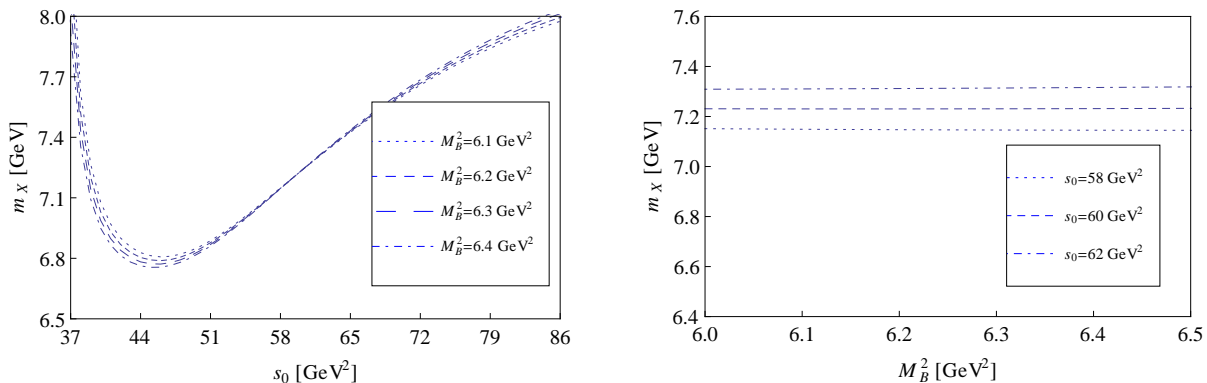 8.0
7.7
7.4
7.1
6.8
6.5
m_X [GeV]
M_B^2=6.1 GeV^2
M_B^2=6.2 GeV^2
M_B^2=6.3 GeV^2
M_B^2=6.4 GeV^2
37 44 51 58 65 72 79 86
s_0 [GeV^2]
7.6
7.4
7.2
7.0
6.8
6.6
6.4
m_X [GeV]
s_0=58 GeV^2
s_0=60 GeV^2
s_0=62 GeV^2
6.0 6.1 6.2 6.3 6.4 6.5
M_B^2 [GeV^2]